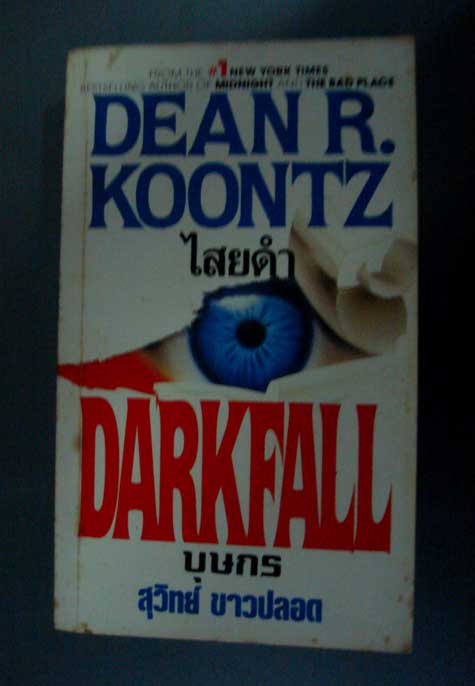 FROM THE #1 NEW YORK TIMES
BESTSELLING AUTHOR OF MIDNIGHT AND THE BAD PLACE
DEAN R.
KOONTZ
ไสยดำ
DARKFALL
บุษกร
สุวิทย์ ขาวปลอด